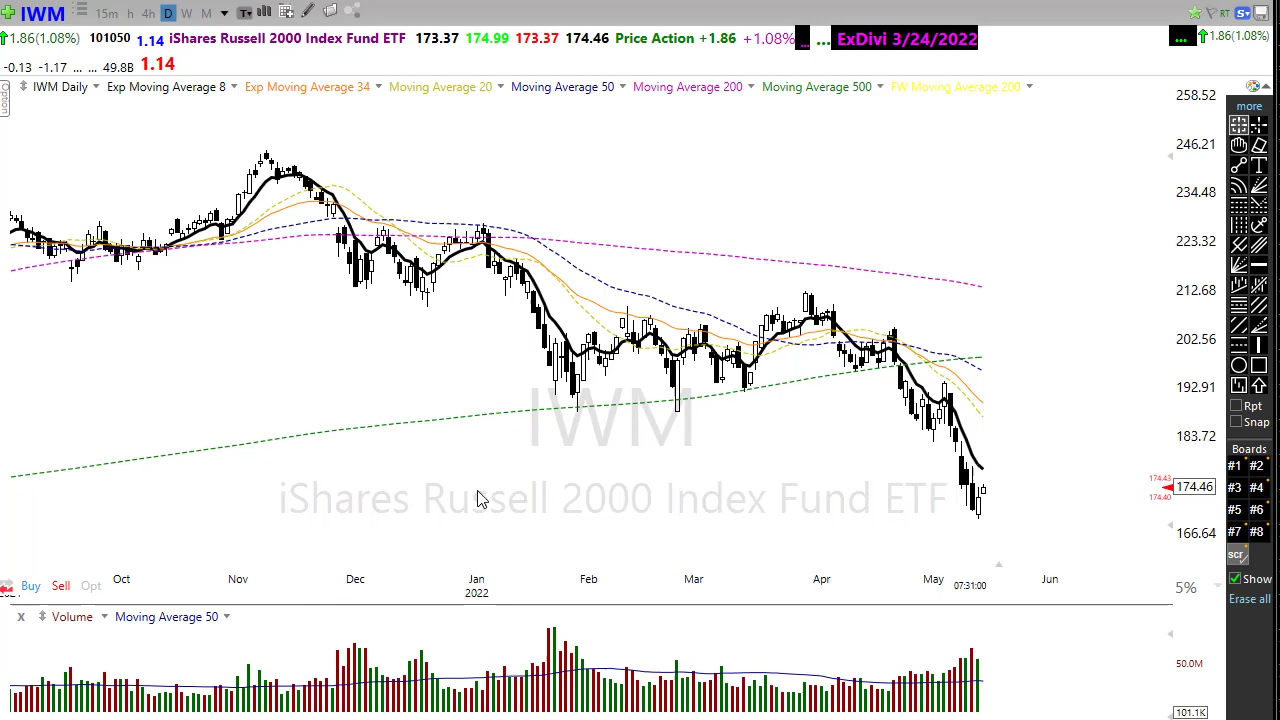 IWM 15m h 4h D W M T RT S
1.86(1.08%) 101050 1.14 iShares Russell 2000 Index Fund ETF 173.37 174.99 173.37 174.46 Price Action +1.86 +1.08% ... ... ExDivi 3/24/2022 ... 1.86(1.08%)
-0.13 -1.17 ... ... 49.8B 1.14
Option
IWM Daily Exp Moving Average 8 Exp Moving Average 34 Moving Average 20 Moving Average 50 Moving Average 200 Moving Average 500 FW Moving Average 200
258.52
more
246.21
234.48
223.32
212.68
202.56
192.91
183.72
174.43
174.46
174.40
166.64
IWM
iShares Russell 2000 Index Fund ETF
T
Rpt
Snap
Boards
#1 #2
#3 #4
#5 #6
#7 #8
scr
Show
Erase all
Oct Nov Dec Jan Feb Mar Apr May Jun
2022 07:31:00
Buy Sell Opt 5%
X Volume Moving Average 50
50.0M
101.1K